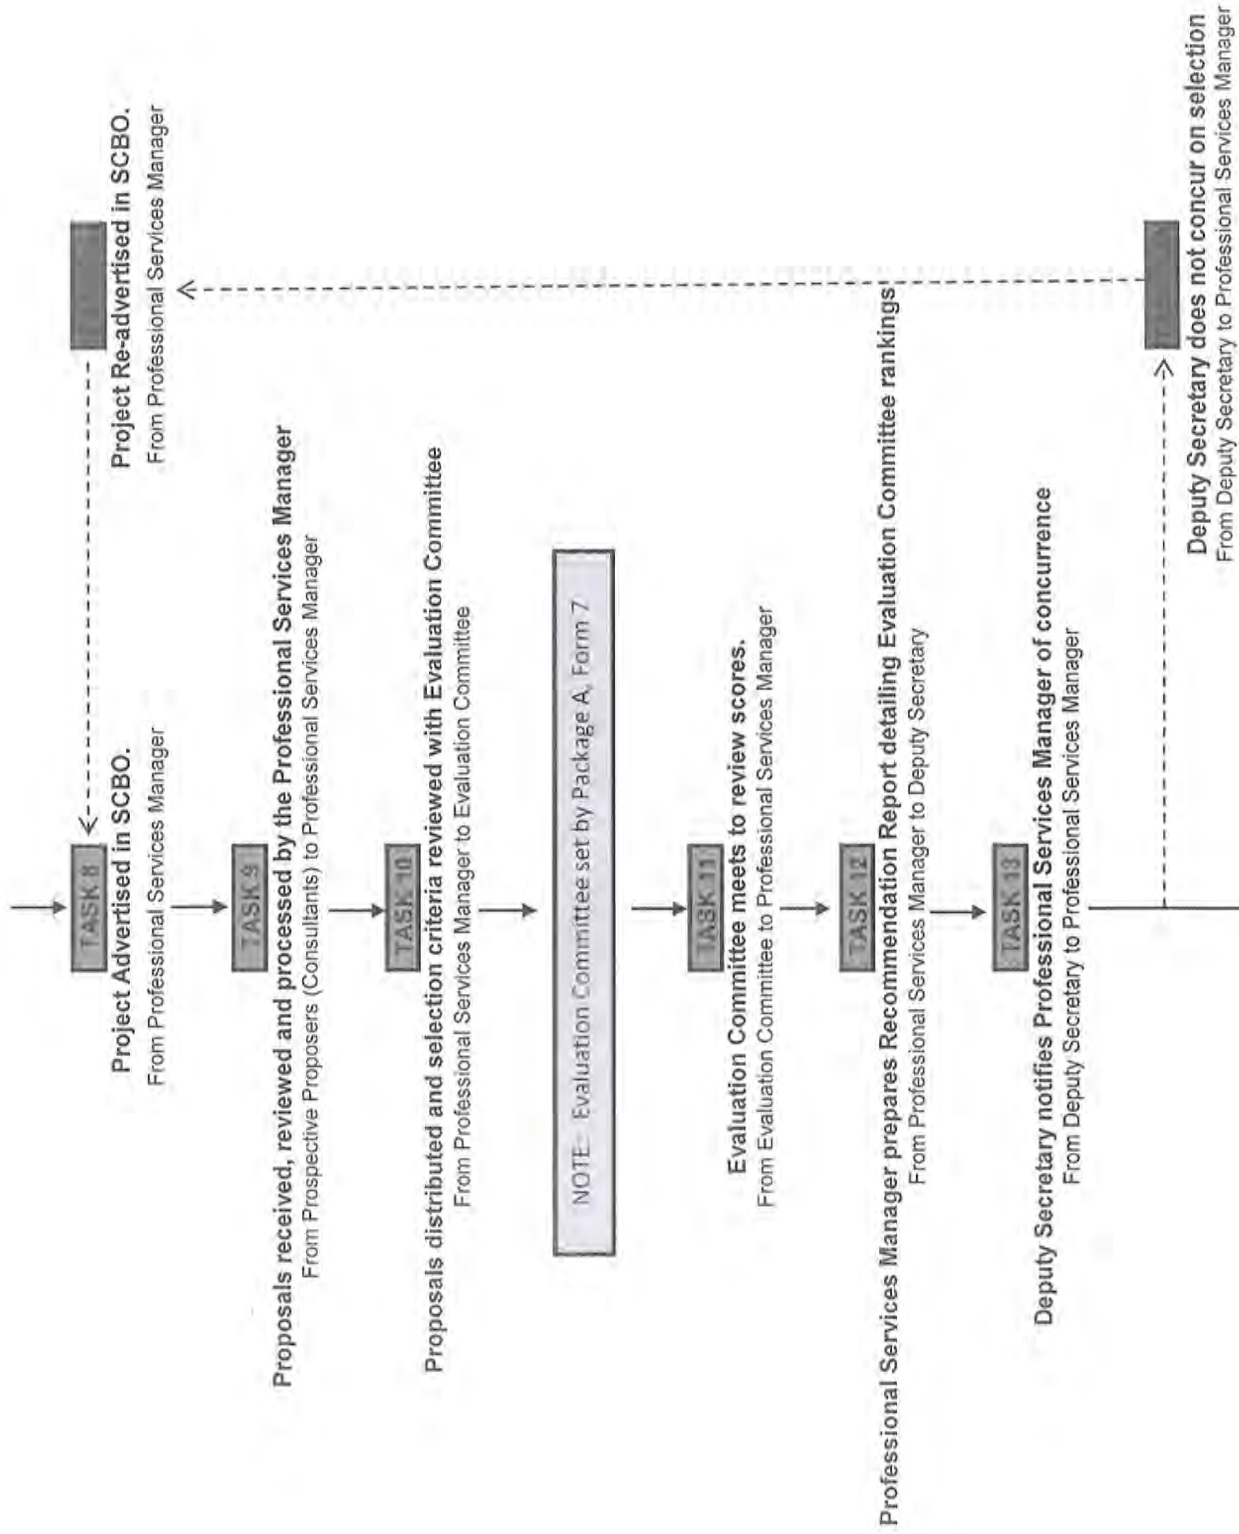 TASK 8
Project Advertised in SCBO.
From Professional Services Manager
Project Re-advertised in SCBO.
From Professional Services Manager
TASK 9
Proposals received, reviewed and processed by the Professional Services Manager
From Prospective Proposers (Consultants) to Professional Services Manager
TASK 10
Proposals distributed and selection criteria reviewed with Evaluation Committee
From Professional Services Manager to Evaluation Committee
NOTE- Evaluation Committee set by Package A, Form 7
TASK 11
Evaluation Committee meets to review scores.
From Evaluation Committee to Professional Services Manager
TASK 12
Professional Services Manager prepares Recommendation Report detailing Evaluation Committee rankings
From Professional Services Manager to Deputy Secretary
TASK 13
Deputy Secretary notifies Professional Services Manager of concurrence
From Deputy Secretary to Professional Services Manager
Deputy Secretary does not concur on selection
From Deputy Secretary to Professional Services Manager